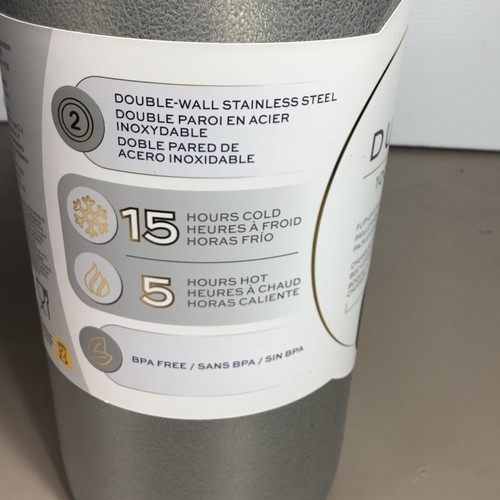 2
DOUBLE-WALL STAINLESS STEEL
DOUBLE PAROI EN ACIER
INOXYDABLE
DOBLE PARED DE
ACERO INOXIDABLE
15
HOURS COLD
HEURES À FROID
HORAS FRÍO
5
HOURS HOT
HEURES À CHAUD
HORAS CALIENTE
BPA FREE / SANS BPA / SIN BPA